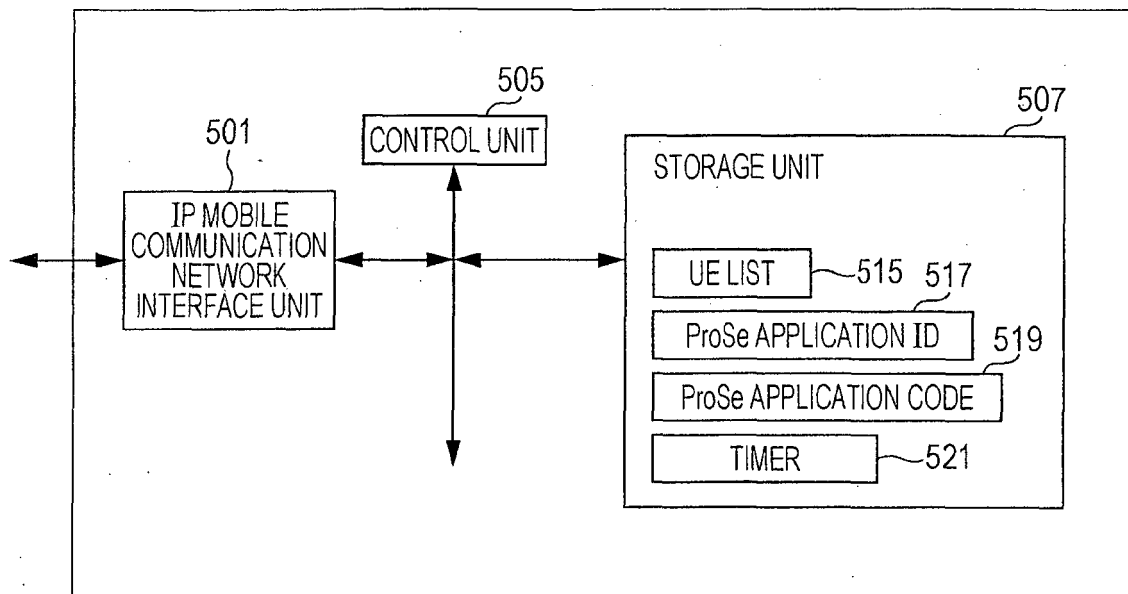 505
CONTROL UNIT
501
IP MOBILE
COMMUNICATION
NETWORK
INTERFACE UNIT
507
STORAGE UNIT
UE LIST
515
517
ProSe APPLICATION ID
519
ProSe APPLICATION CODE
TIMER
521